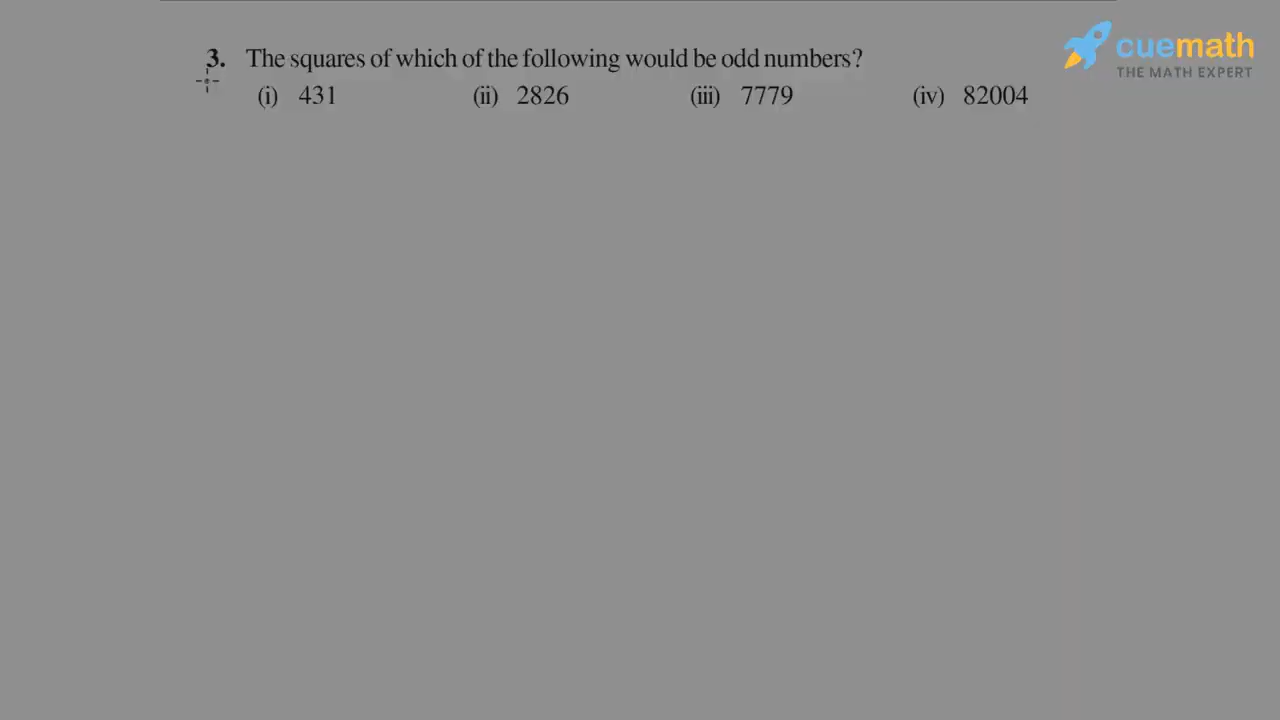 cuemath
THE MATH EXPERT
3. The squares of which of the following would be odd numbers?
(i) 431 (ii) 2826 (iii) 7779 (iv) 82004